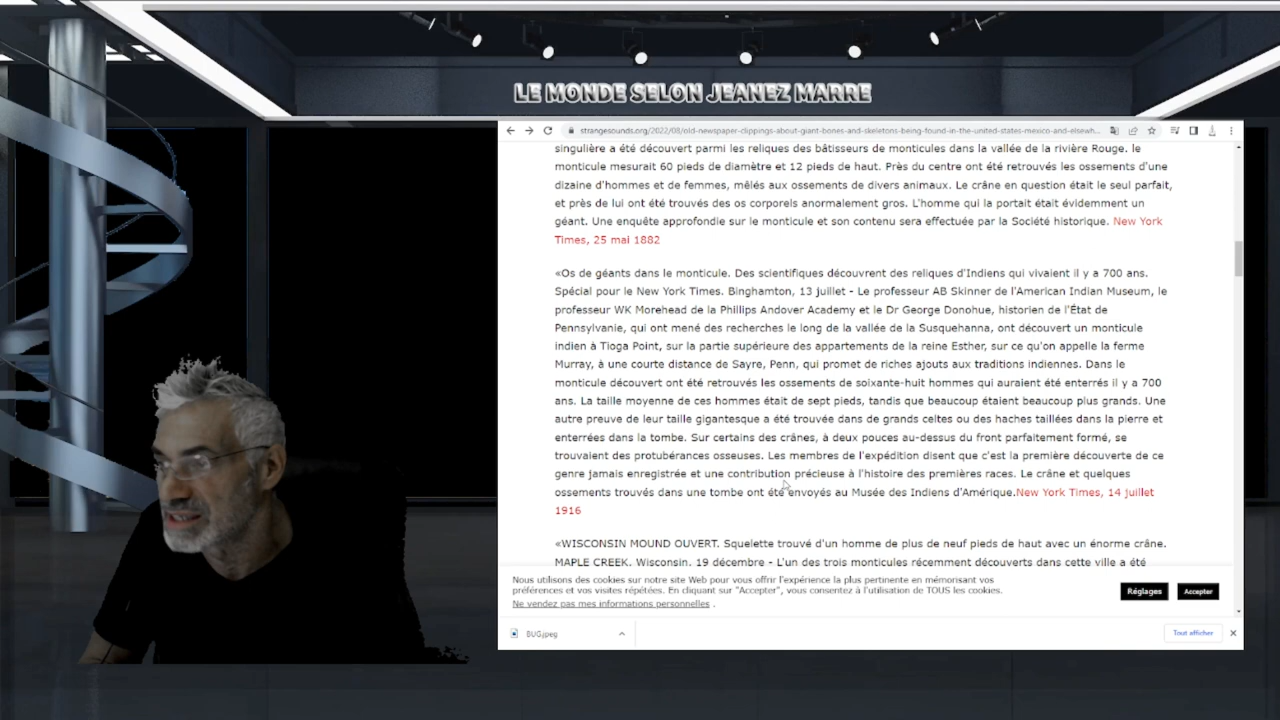 LE MONDE SELON JEANEZ MARRE
strangesounds.org/2022/08/old-newspaper-clippings-about-giant-bones-and-skeletons-being-found-in-the-united-states-mexico-and-elsewh...
singulière a été découvert parmi les reliques des bâtisseurs de monticules dans la vallée de la rivière Rouge. le
monticule mesurait 60 pieds de diamètre et 12 pieds de haut. Près du centre ont été retrouvés les ossements d'une
dizaine d'hommes et de femmes, mêlés aux ossements de divers animaux. Le crâne en question était le seul parfait,
et près de lui ont été trouvés des os corporels anormalement gros. L'homme qui la portait était évidemment un
géant. Une enquête approfondie sur le monticule et son contenu sera effectuée par la Société historique. New York
Times, 25 mai 1882
«Os de géants dans le monticule. Des scientifiques découvrent des reliques d'Indiens qui vivaient il y a 700 ans.
Spécial pour le New York Times. Binghamton, 13 juillet - Le professeur AB Skinner de l'American Indian Museum, le
professeur WK Morehead de la Phillips Andover Academy et le Dr George Donohue, historien de l'État de
Pennsylvanie, qui ont mené des recherches le long de la vallée de la Susquehanna, ont découvert un monticule
indien à Tioga Point, sur la partie supérieure des appartements de la reine Esther, sur ce qu'on appelle la ferme
Murray, à une courte distance de Sayre, Penn, qui promet de riches ajouts aux traditions indiennes. Dans le
monticule découvert ont été retrouvés les ossements de soixante-huit hommes qui auraient été enterrés il y a 700
ans. La taille moyenne de ces hommes était de sept pieds, tandis que beaucoup étaient beaucoup plus grands. Une
autre preuve de leur taille gigantesque a été trouvée dans de grands celtes ou des haches taillées dans la pierre et
enterrées dans la tombe. Sur certains des crânes, à deux pouces au-dessus du front parfaitement formé, se
trouvaient des protubérances osseuses. Les membres de l'expédition disent que c'est la première découverte de ce
genre jamais enregistrée et une contribution précieuse à l'histoire des premières races. Le crâne et quelques
ossements trouvés dans une tombe ont été envoyés au Musée des Indiens d'Amérique.New York Times, 14 juillet
1916
«WISCONSIN MOUND OUVERT. Squelette trouvé d'un homme de plus de neuf pieds de haut avec un énorme crâne.
MAPLE CREEK. Wisconsin. 19 décembre - L'un des trois monticules récemment découverts dans cette ville a été
Nous utilisons des cookies sur notre site Web pour vous offrir l'expérience la plus pertinente en mémorisant vos
préférences et vos visites répétées. En cliquant sur "Accepter", vous consentez à l'utilisation de TOUS les cookies.
Ne vendez pas mes informations personnelles .
Réglages
Accepter
BUG.jpeg
Tout afficher